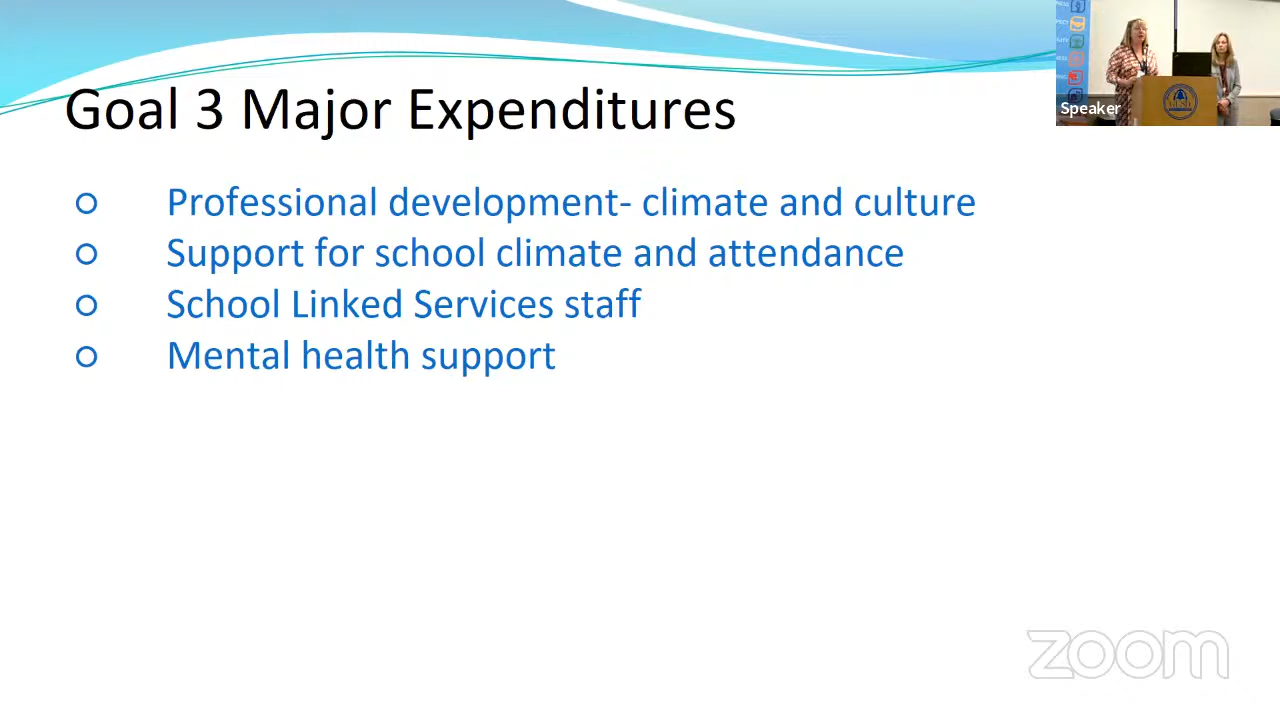 Goal 3 Major Expenditures
Speaker
Professional development- climate and culture
Support for school climate and attendance
School Linked Services staff
Mental health support
zoom